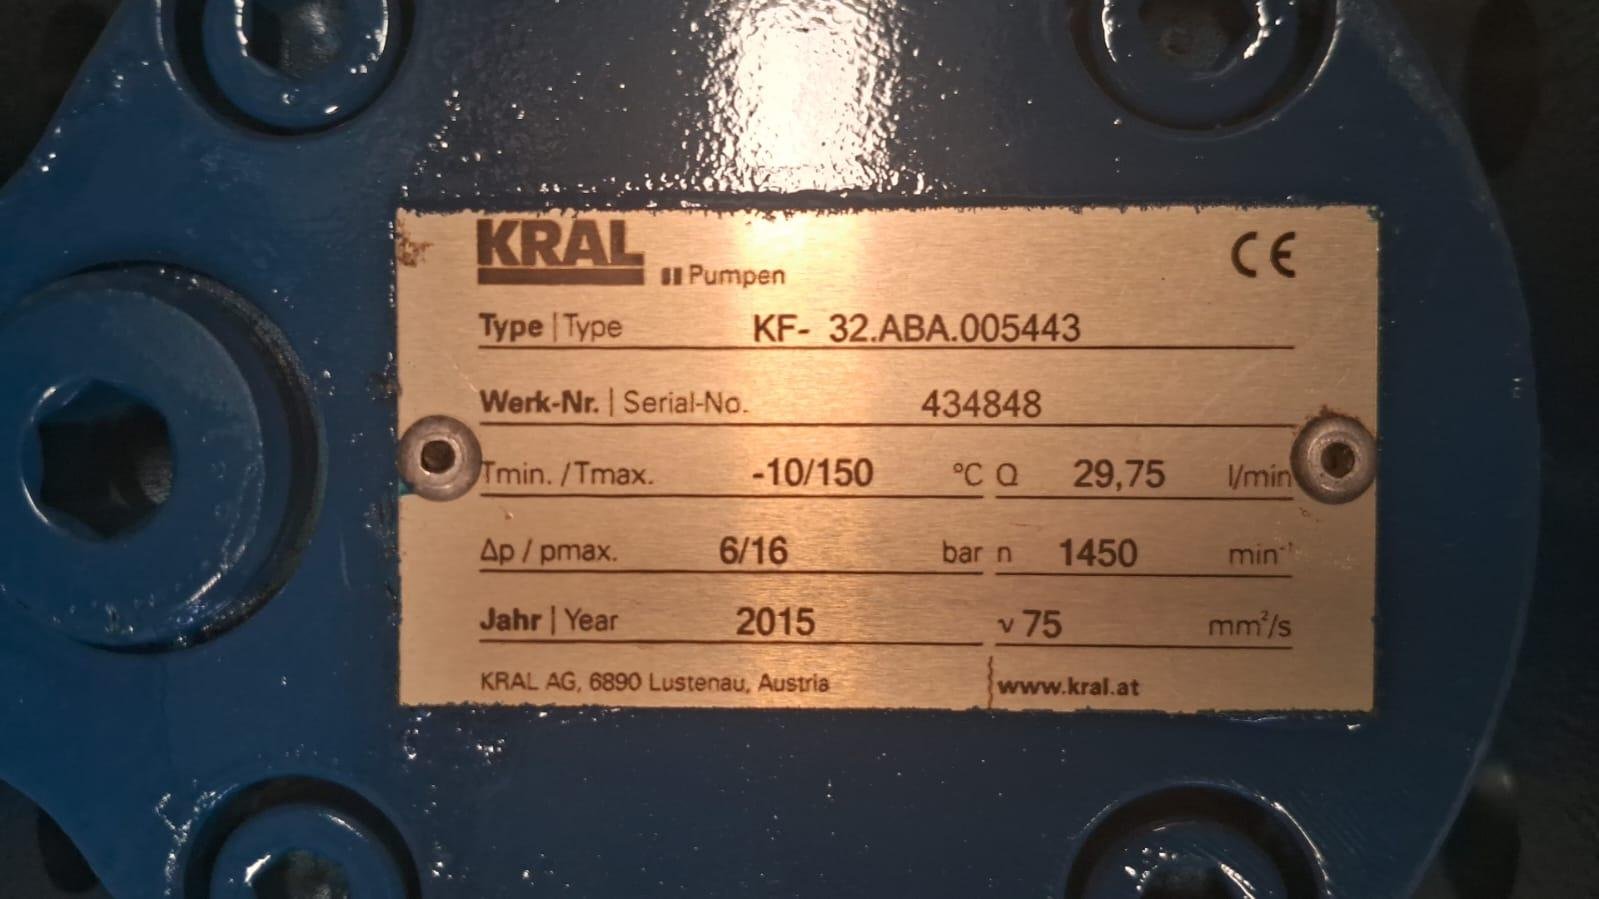 KRAL
Pumpen
CE
Type | Type KF- 32.ABA.005443
Werk-Nr. | Serial-No. 434848
Tmin. /Tmax. -10/150 °C Q 29,75 l/min
Δp / pmax. 6/16 bar n 1450 min⁻¹
Jahr | Year 2015 ν 75 mm²/s
KRAL AG, 6890 Lustenau, Austria www.kral.at